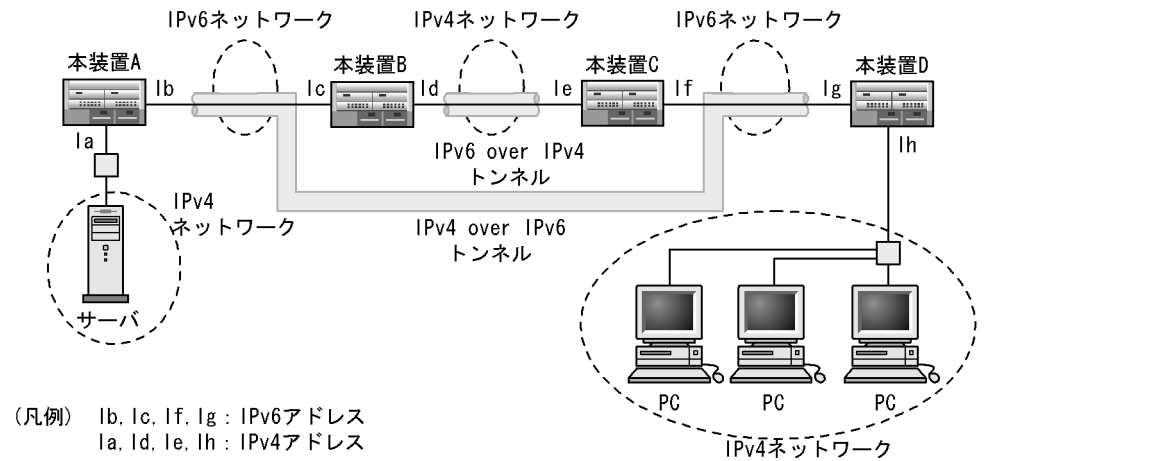 IPv6ネットワーク
IPv4ネットワーク
IPv6ネットワーク
本装置A
本装置B
本装置C
本装置D
Ib
Ic
Id
Ie
If
Ig
Ia
Ih
IPv6 over IPv4
トンネル
IPv4
ネットワーク
IPv4 over IPv6
トンネル
サーバ
PC
PC
PC
IPv4ネットワーク
(凡例) Ib,Ic,If,Ig:IPv6アドレス
Ia,Id,Ie,Ih:IPv4アドレス